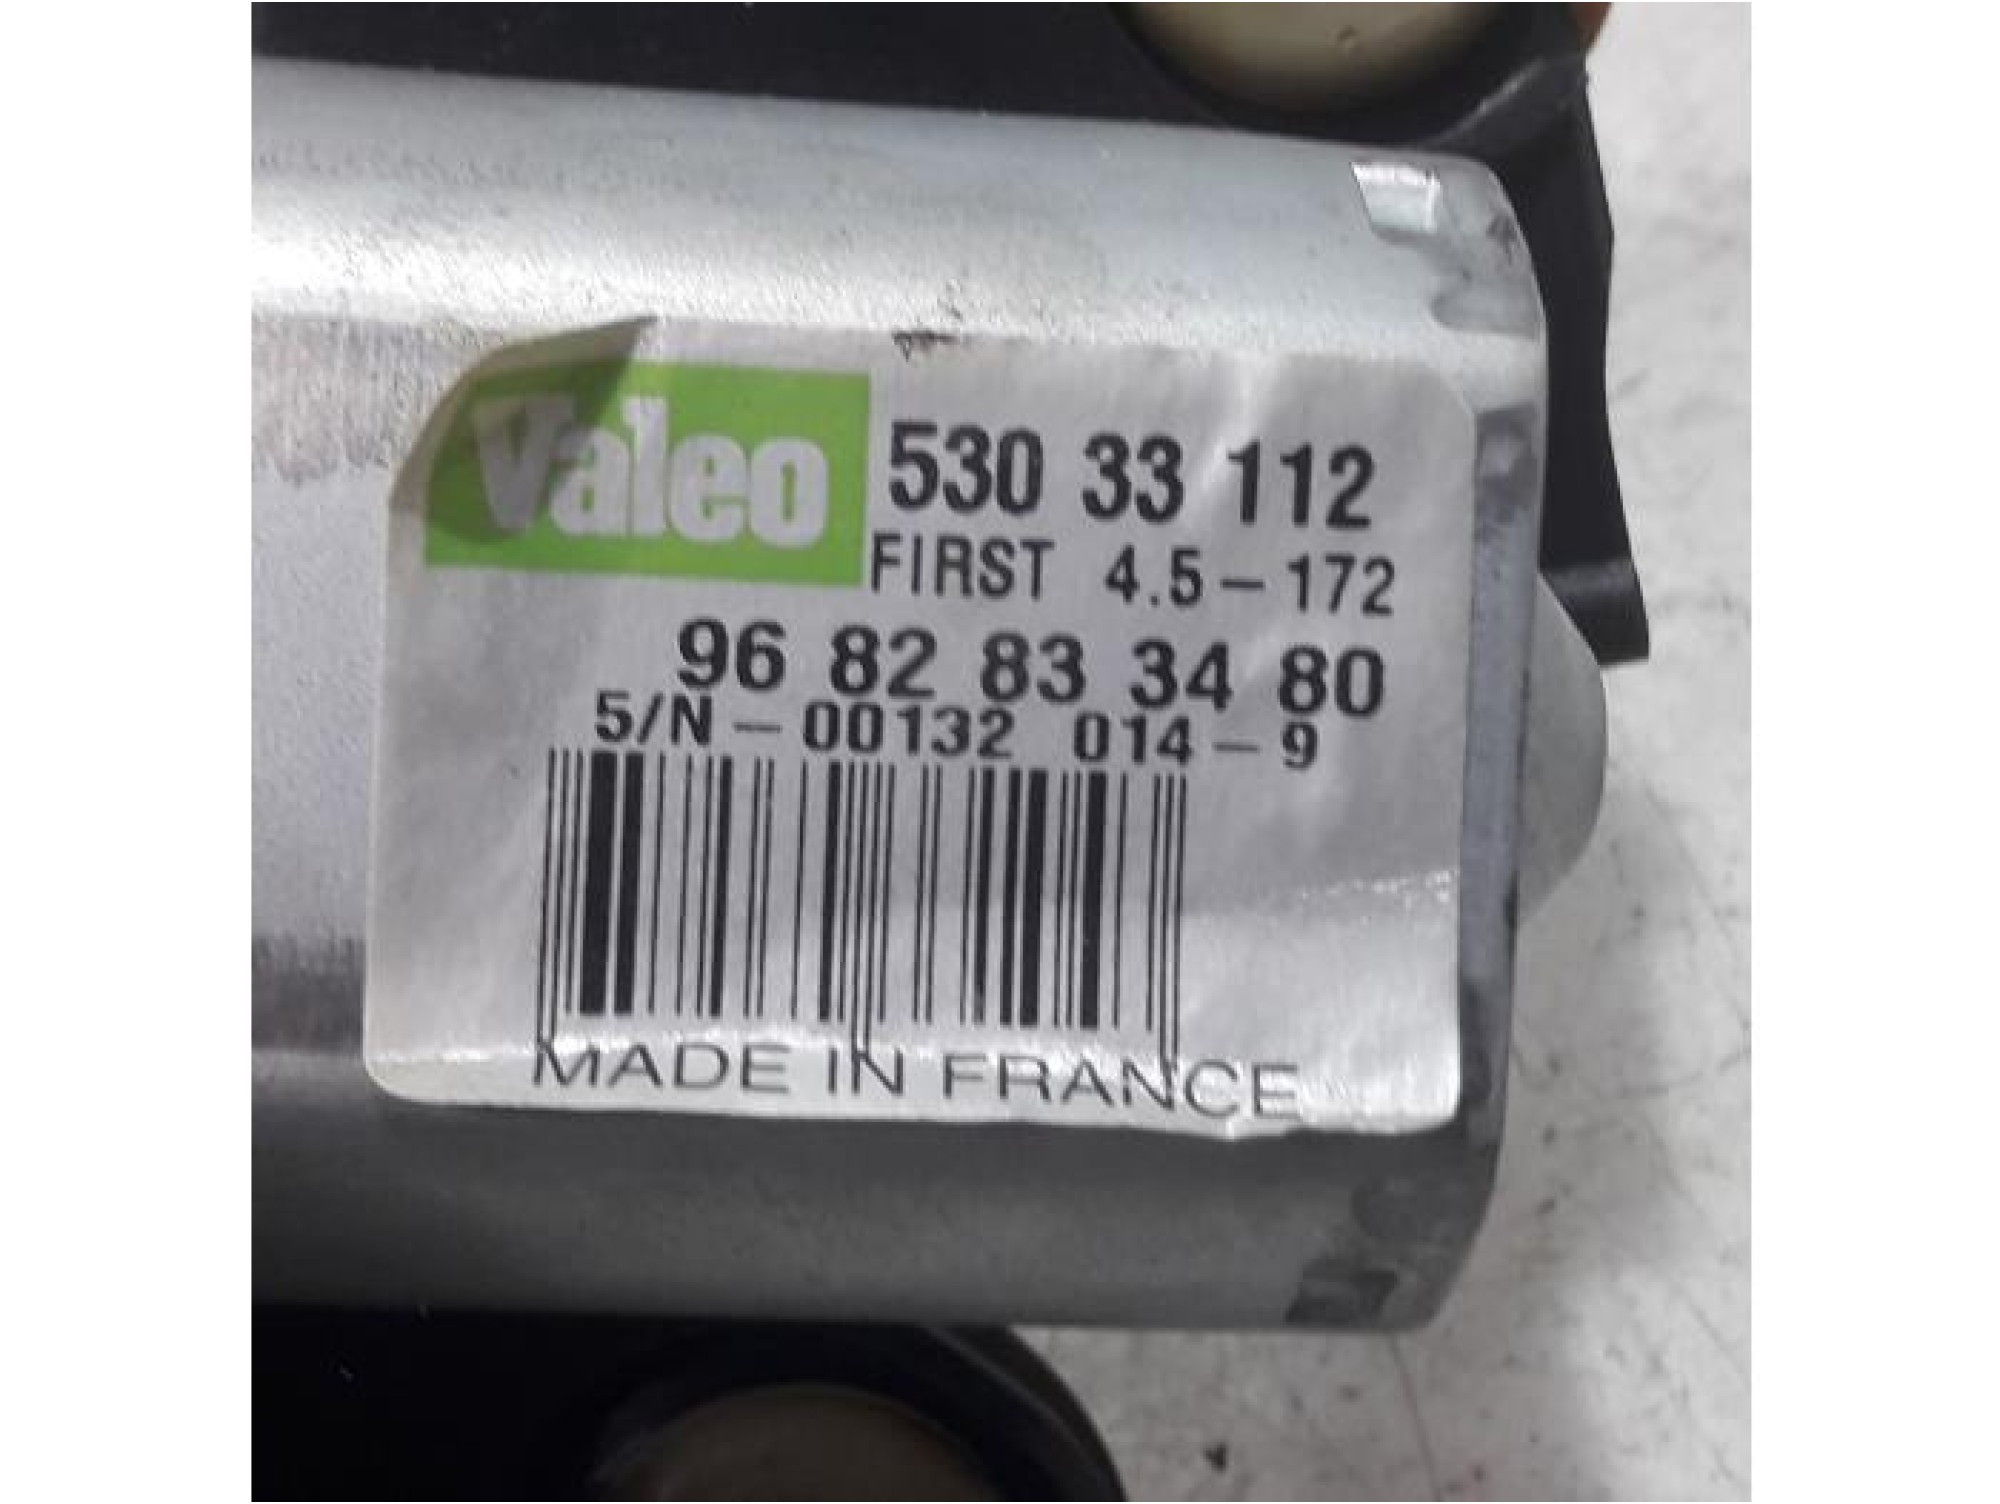 Valeo 530 33 112
FIRST 4.5-172
96 82 83 34 80
5/N-00132 014-9
MADE IN FRANCE